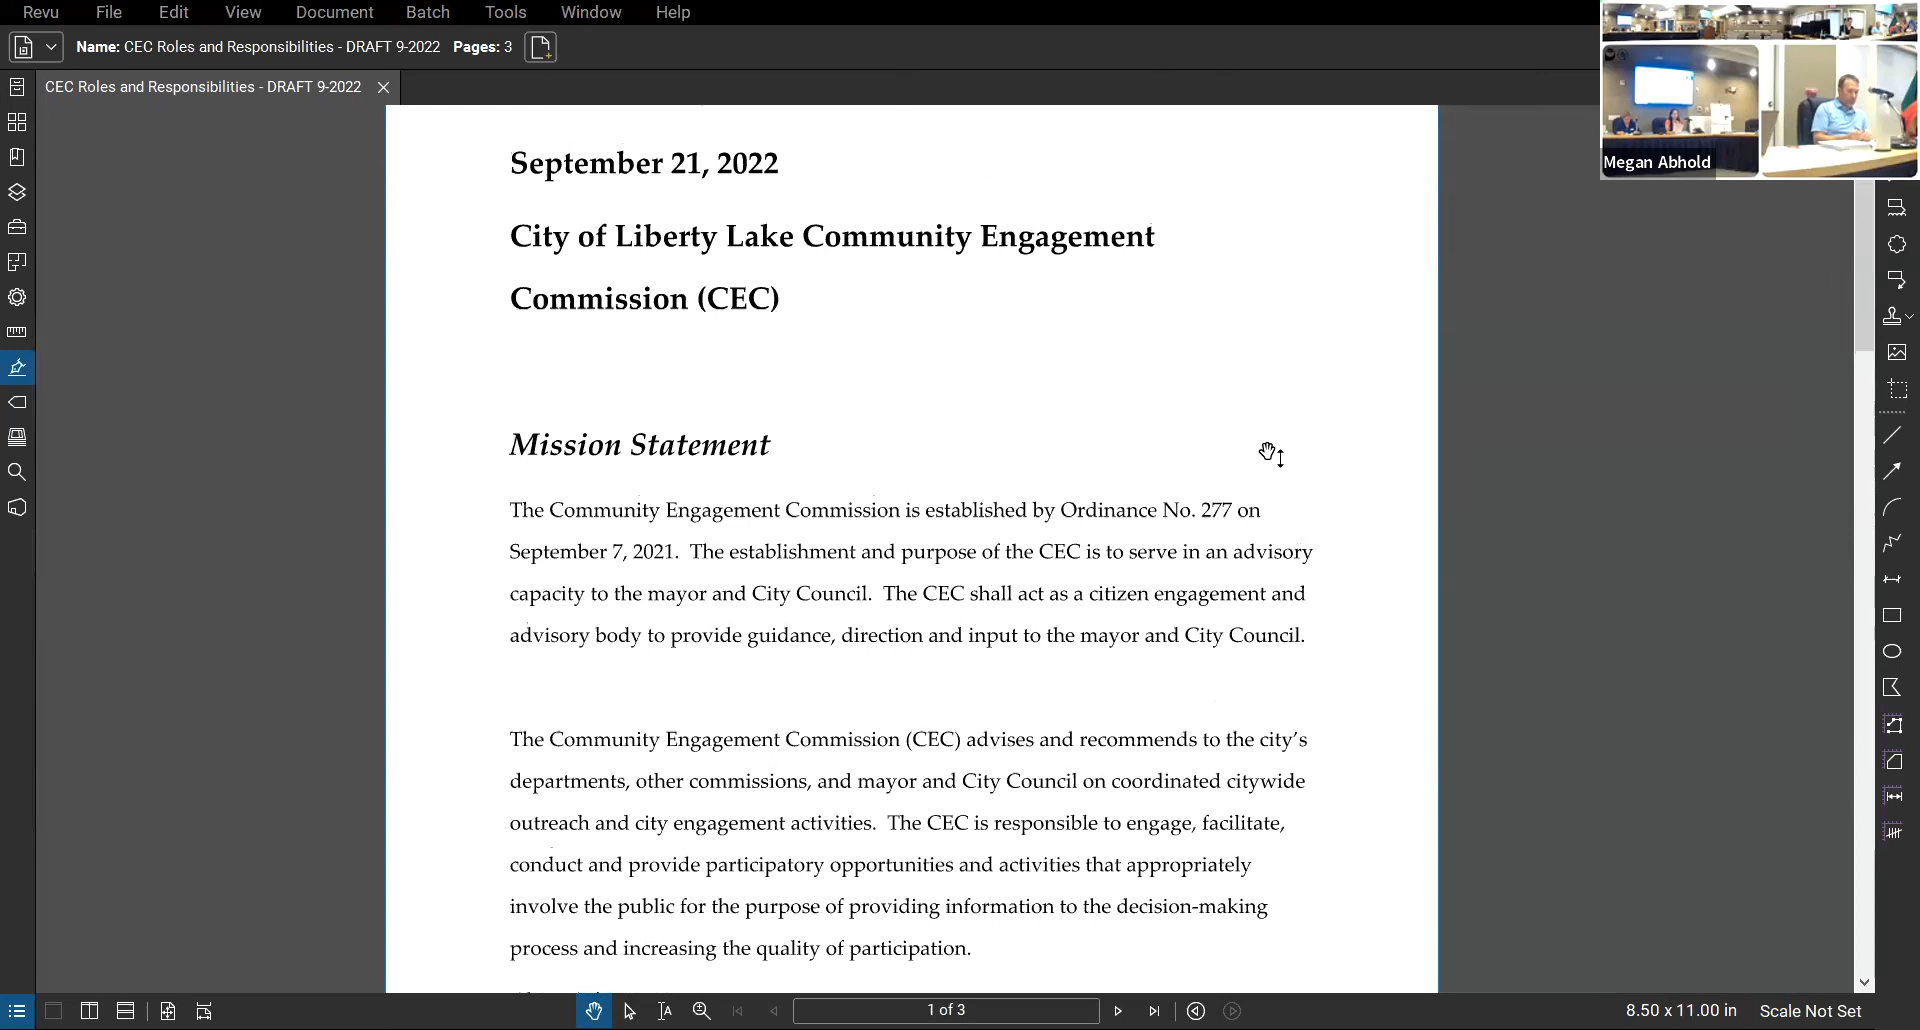 Revu File Edit View Document Batch Tools Window Help
Name: CEC Roles and Responsibilities - DRAFT 9-2022 Pages: 3
CEC Roles and Responsibilities - DRAFT 9-2022
Megan Abhold
September 21, 2022
City of Liberty Lake Community Engagement
Commission (CEC)
Mission Statement
The Community Engagement Commission is established by Ordinance No. 277 on
September 7, 2021.  The establishment and purpose of the CEC is to serve in an advisory
capacity to the mayor and City Council.  The CEC shall act as a citizen engagement and
advisory body to provide guidance, direction and input to the mayor and City Council.
The Community Engagement Commission (CEC) advises and recommends to the city's
departments, other commissions, and mayor and City Council on coordinated citywide
outreach and city engagement activities.  The CEC is responsible to engage, facilitate,
conduct and provide participatory opportunities and activities that appropriately
involve the public for the purpose of providing information to the decision-making
process and increasing the quality of participation.
1 of 3
8.50 x 11.00 in Scale Not Set